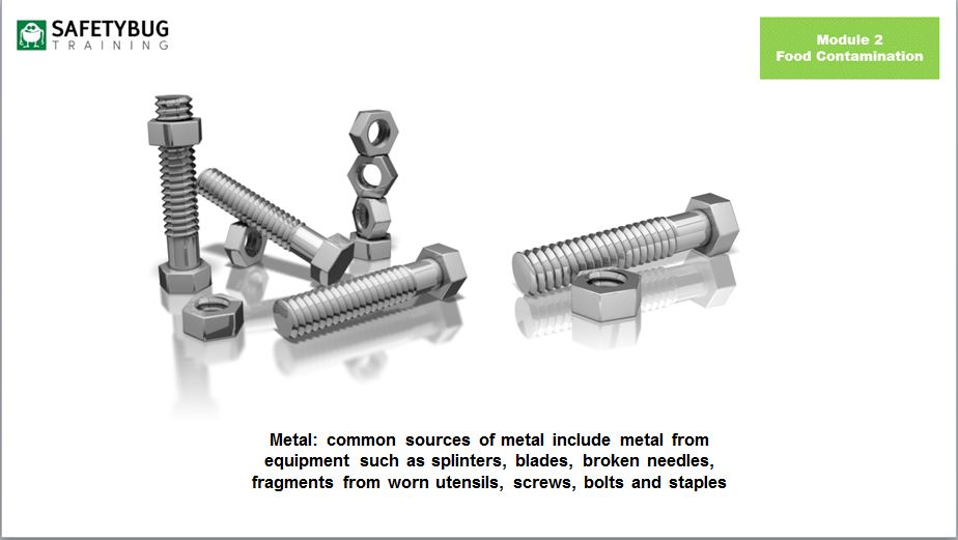 SAFETYBUG
TRAINING
Module 2
Food Contamination
Metal: common sources of metal include metal from
equipment such as splinters, blades, broken needles,
fragments from worn utensils, screws, bolts and staples